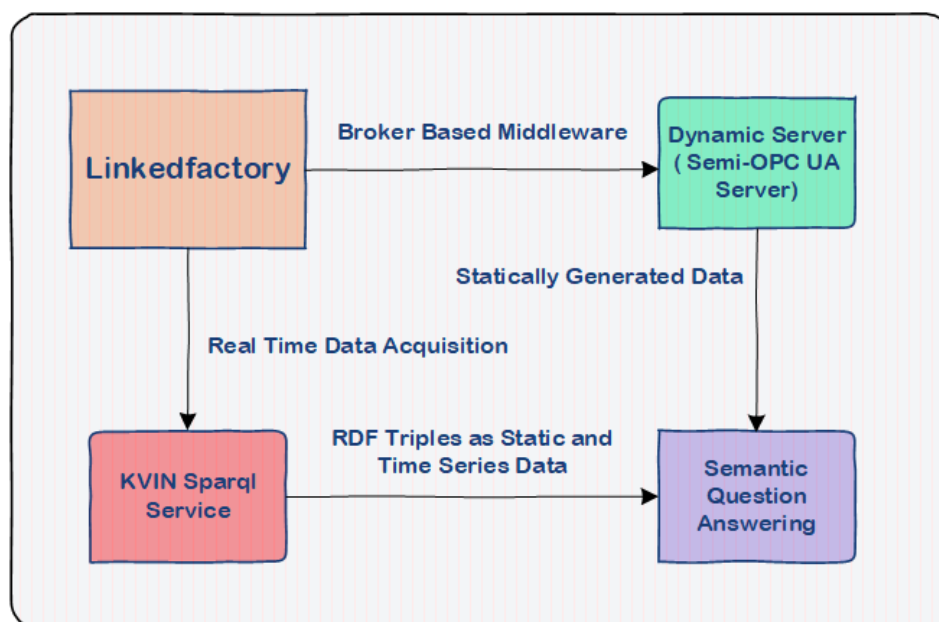 Linkedfactory
Broker Based Middleware
Dynamic Server
( Semi-OPC UA
Server)
Statically Generated Data
Real Time Data Acquisition
KVIN Sparql
Service
RDF Triples as Static and
Time Series Data
Semantic
Question
Answering